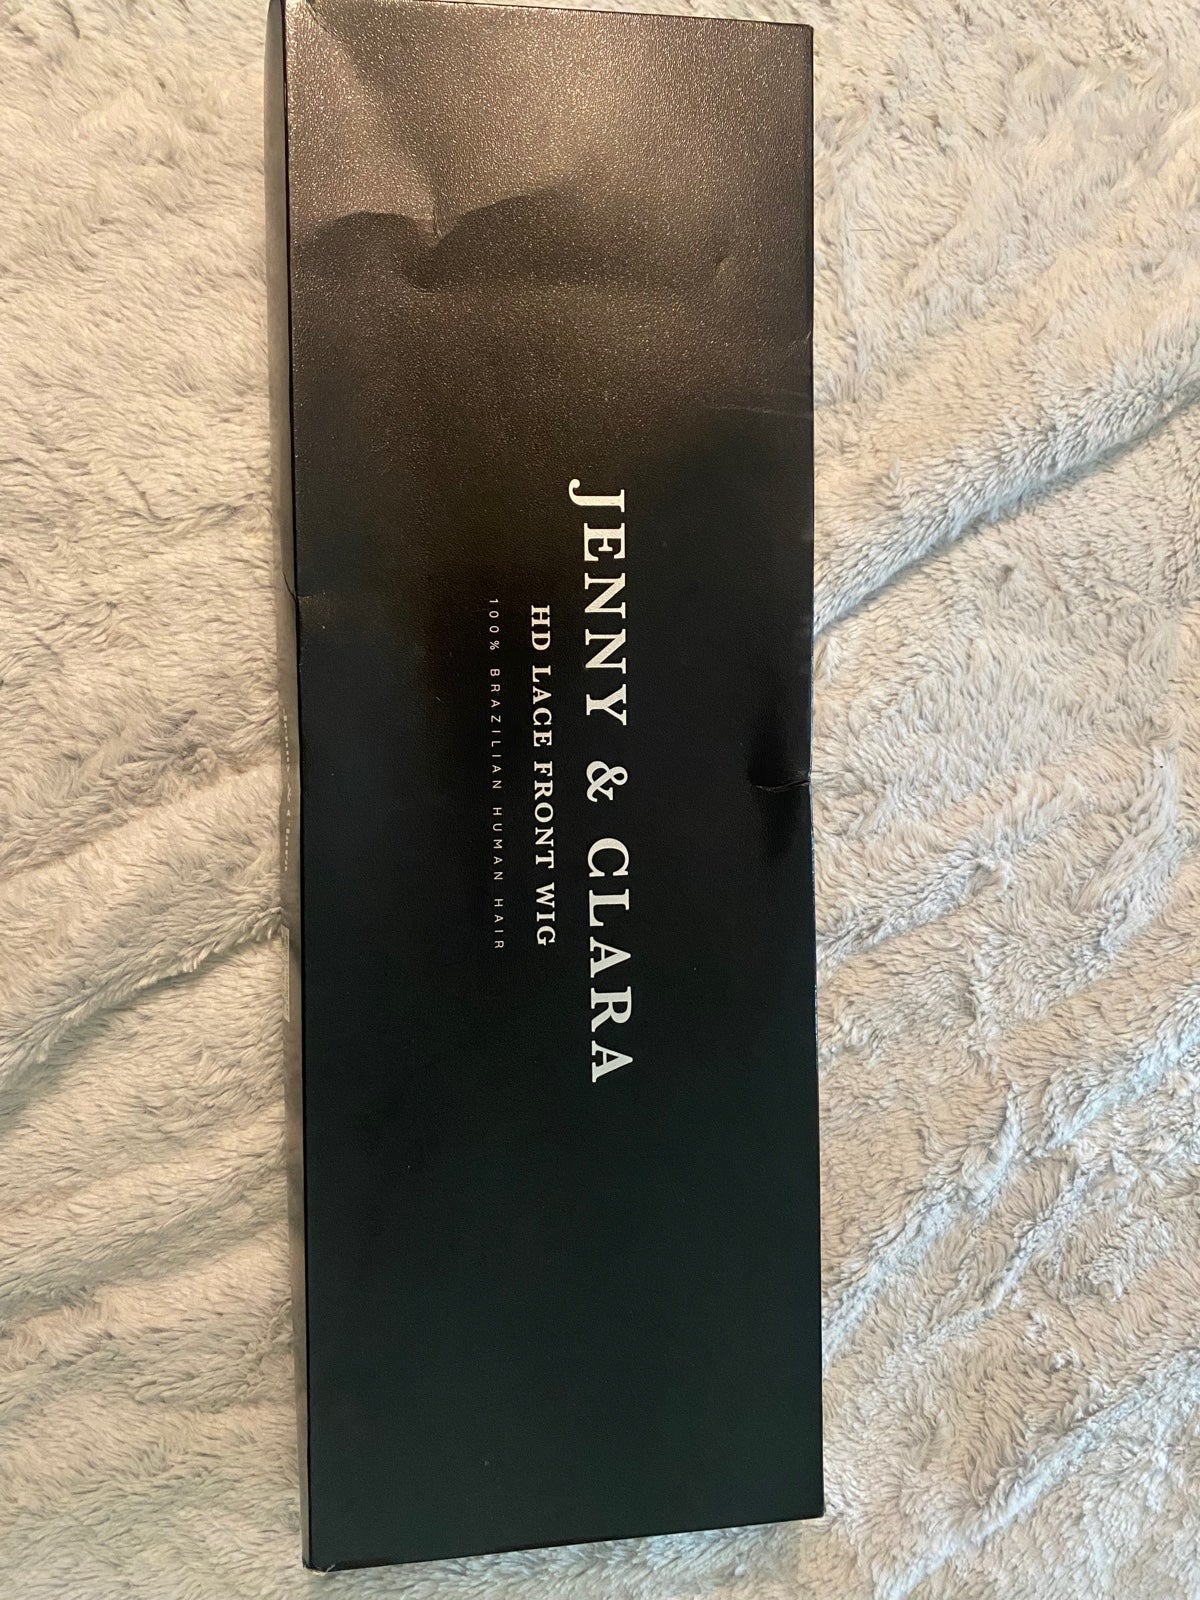 JENNY & CLARA
HD LACE FRONT WIG
100% BRAZILIAN HUMAN HAIR